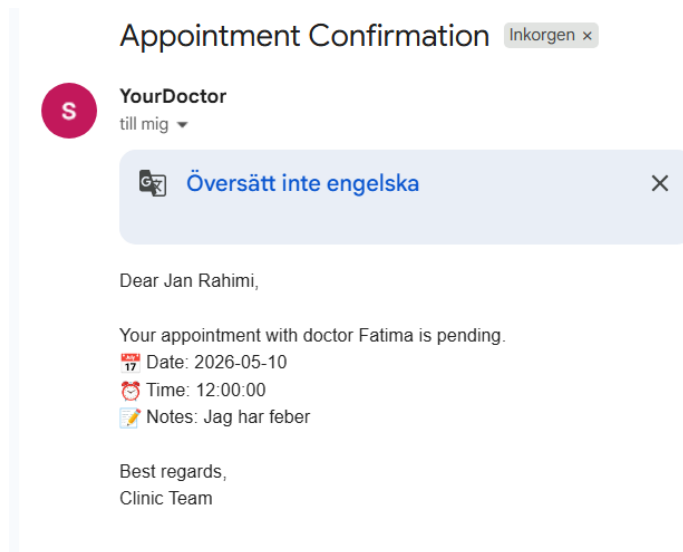 Appointment Confirmation Inkorgen ×
S
YourDoctor
till mig
Översätt inte engelska
Dear Jan Rahimi,
Your appointment with doctor Fatima is pending.
📅 Date: 2026-05-10
⏰ Time: 12:00:00
📝 Notes: Jag har feber
Best regards,
Clinic Team